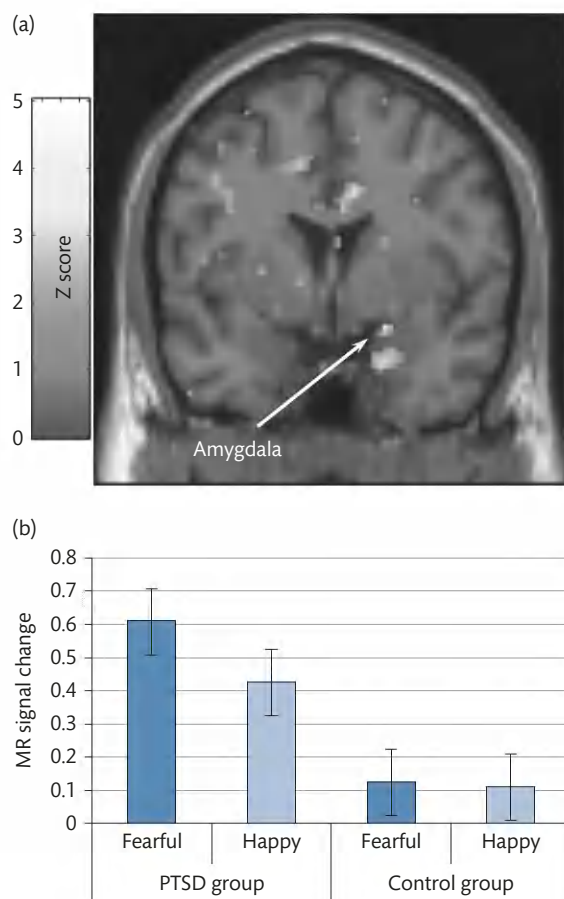 (a)
5
4
3
2
1
0
Z score
Amygdala
(b)
MR signal change
0.8
0.7
0.6
0.5
0.4
0.3
0.2
0.1
0
Fearful Happy Fearful Happy
PTSD group Control group